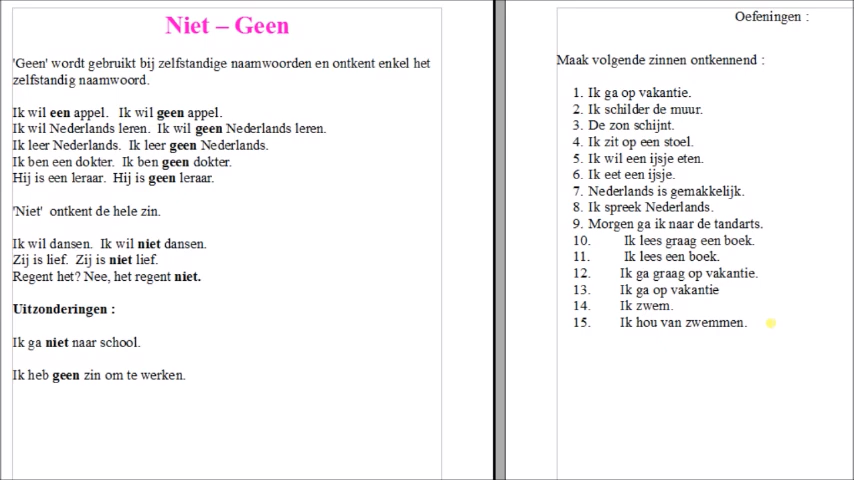 Niet – Geen
'Geen' wordt gebruikt bij zelfstandige naamwoorden en ontkent enkel het
zelfstandig naamwoord.
Ik wil een appel. Ik wil geen appel.
Ik wil Nederlands leren. Ik wil geen Nederlands leren.
Ik leer Nederlands. Ik leer geen Nederlands.
Ik ben een dokter. Ik ben geen dokter.
Hij is een leraar. Hij is geen leraar.
'Niet' ontkent de hele zin.
Ik wil dansen. Ik wil niet dansen.
Zij is lief. Zij is niet lief.
Regent het? Nee, het regent niet.
Uitzonderingen :
Ik ga niet naar school.
Ik heb geen zin om te werken.
Oefeningen :
Maak volgende zinnen ontkennend :
1. Ik ga op vakantie.
2. Ik schilder de muur.
3. De zon schijnt.
4. Ik zit op een stoel.
5. Ik wil een ijsje eten.
6. Ik eet een ijsje.
7. Nederlands is gemakkelijk.
8. Ik spreek Nederlands.
9. Morgen ga ik naar de tandarts.
10. Ik lees graag een boek.
11. Ik lees een boek.
12. Ik ga graag op vakantie.
13. Ik ga op vakantie
14. Ik zwem.
15. Ik hou van zwemmen.